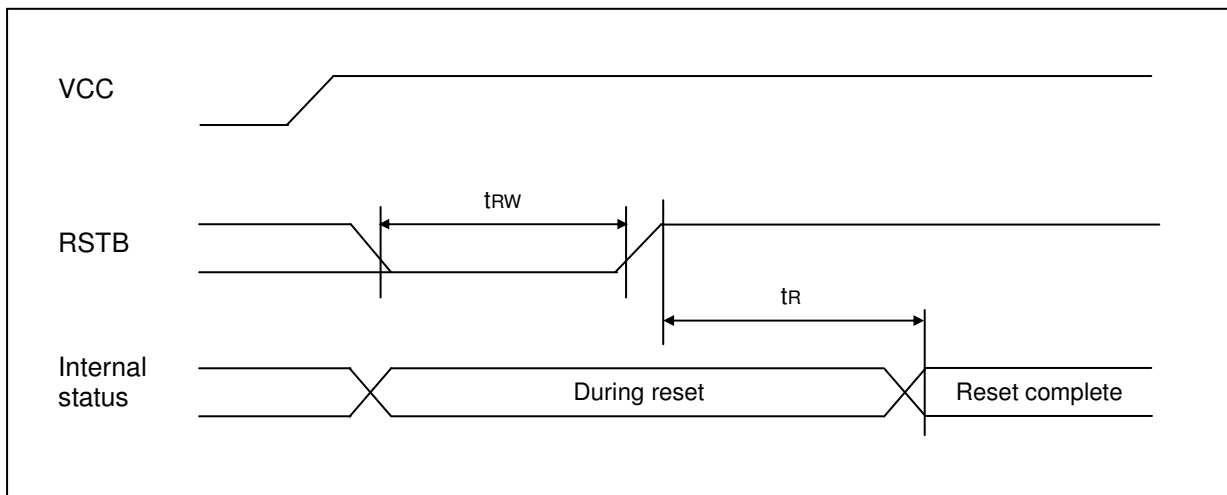 VCC
tRW
RSTB
tR
Internal
status
During reset
Reset complete